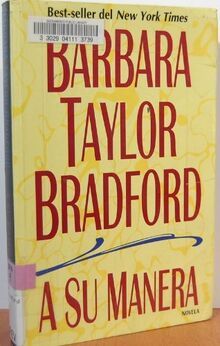 Best-seller del New York Times
3 3029 04111 3739
BARBARA
TAYLOR
BRADFORD
A SU MANERA
NOVELA